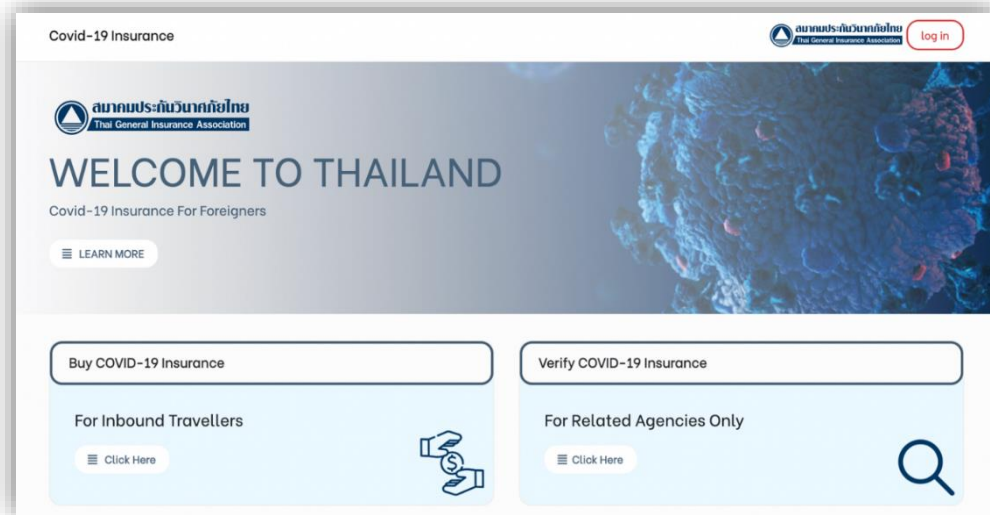 Covid-19 Insurance
สมาคมประกันวินาศภัยไทย
Thai General Insurance Association
log in
สมาคมประกันวินาศภัยไทย
Thai General Insurance Association
WELCOME TO THAILAND
Covid-19 Insurance For Foreigners
LEARN MORE
Buy COVID-19 Insurance
For Inbound Travellers
Click Here
Verify COVID-19 Insurance
For Related Agencies Only
Click Here